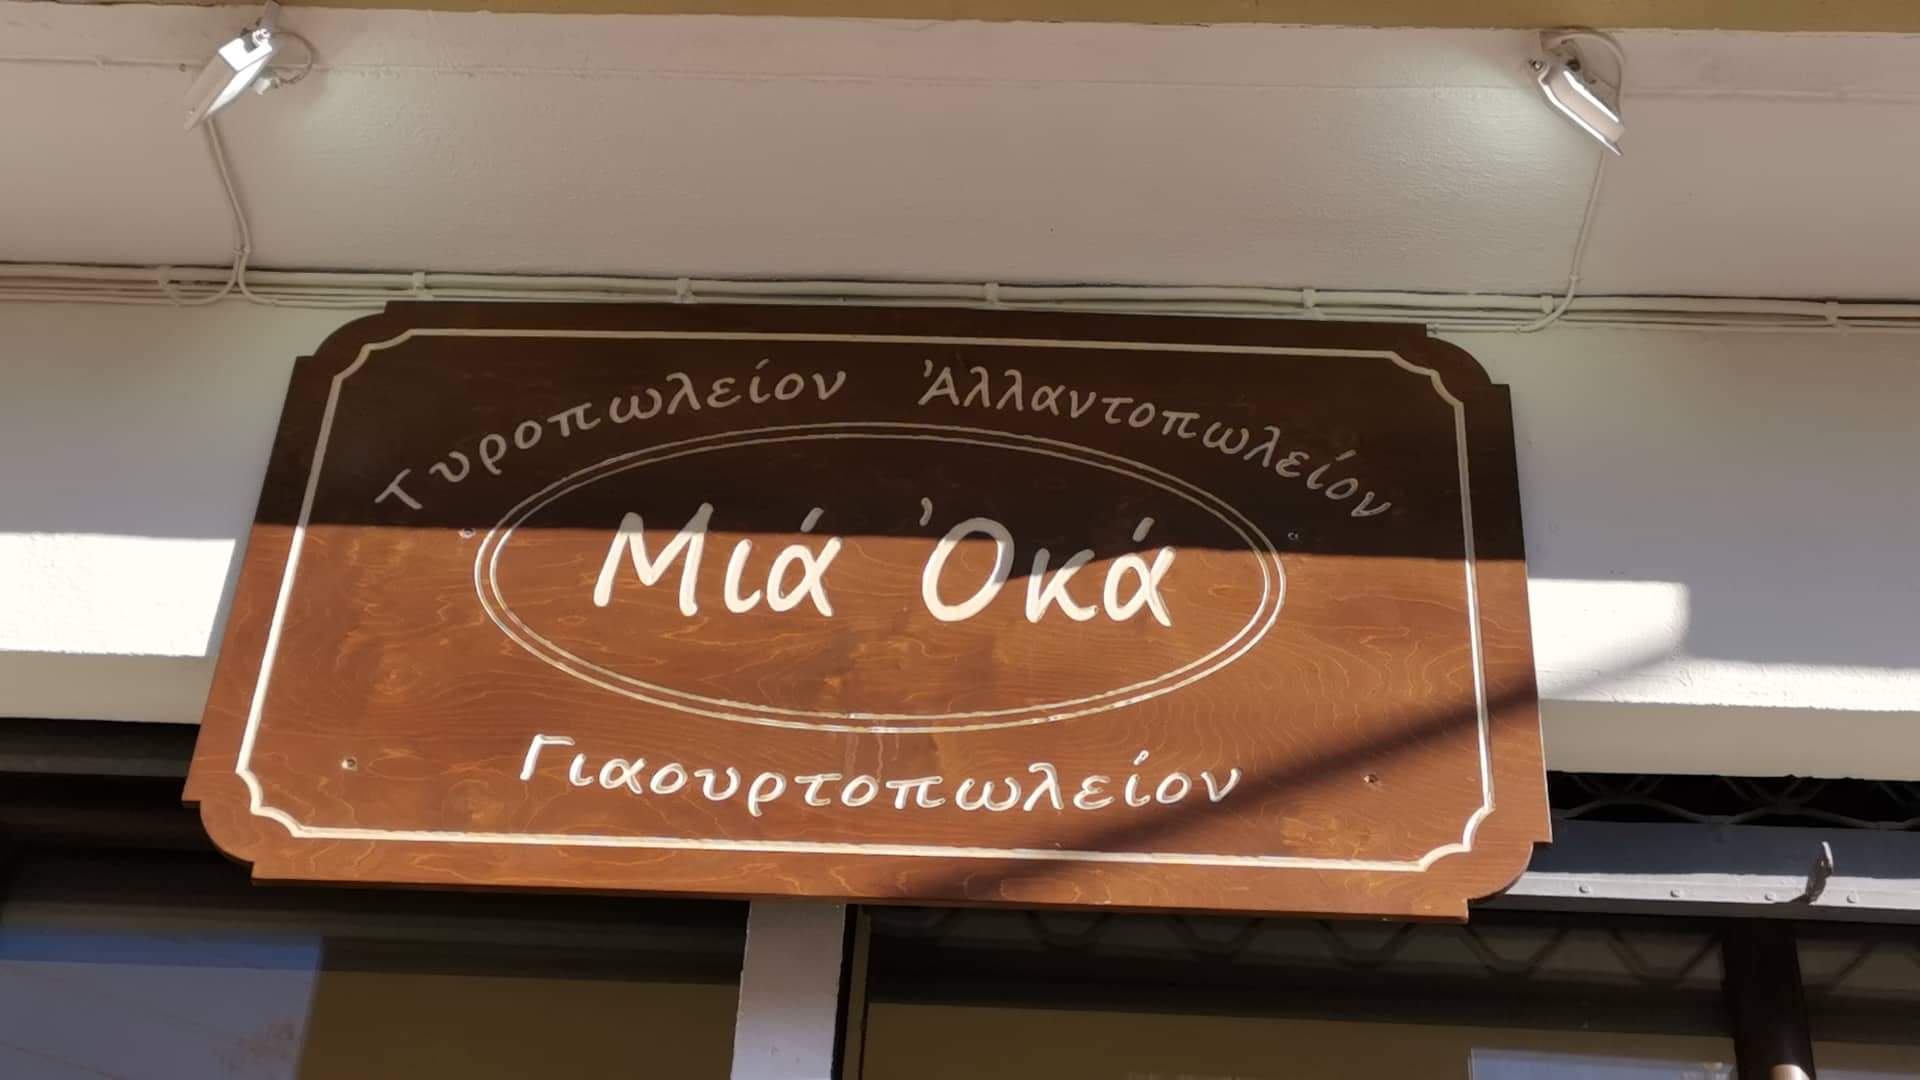 Τυροπωλείον Ἀλλαντοπωλείον
Μιά Ὀκά
Γιαουρτοπωλείον